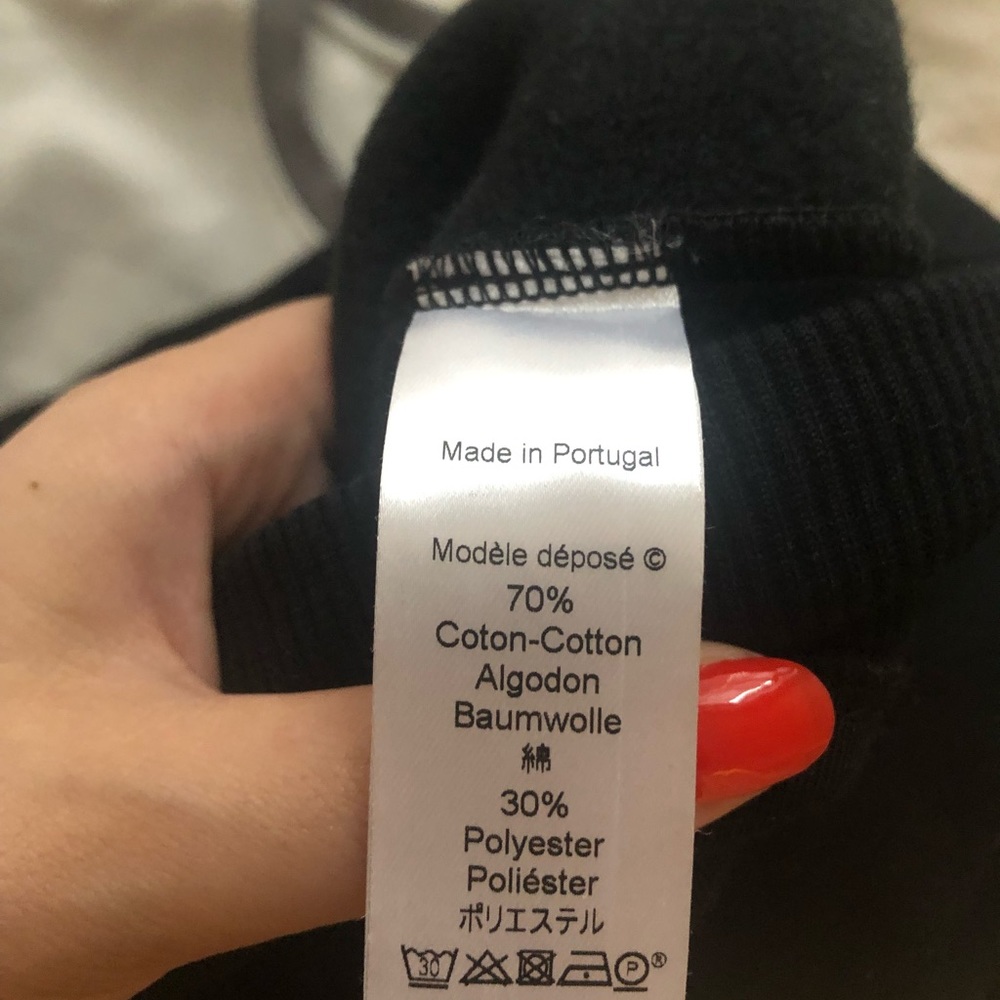 Made in Portugal
Modèle déposé ©
70%
Coton-Cotton
Algodon
Baumwolle
綿
30%
Polyester
Poliéster
ポリエステル
30 P ®